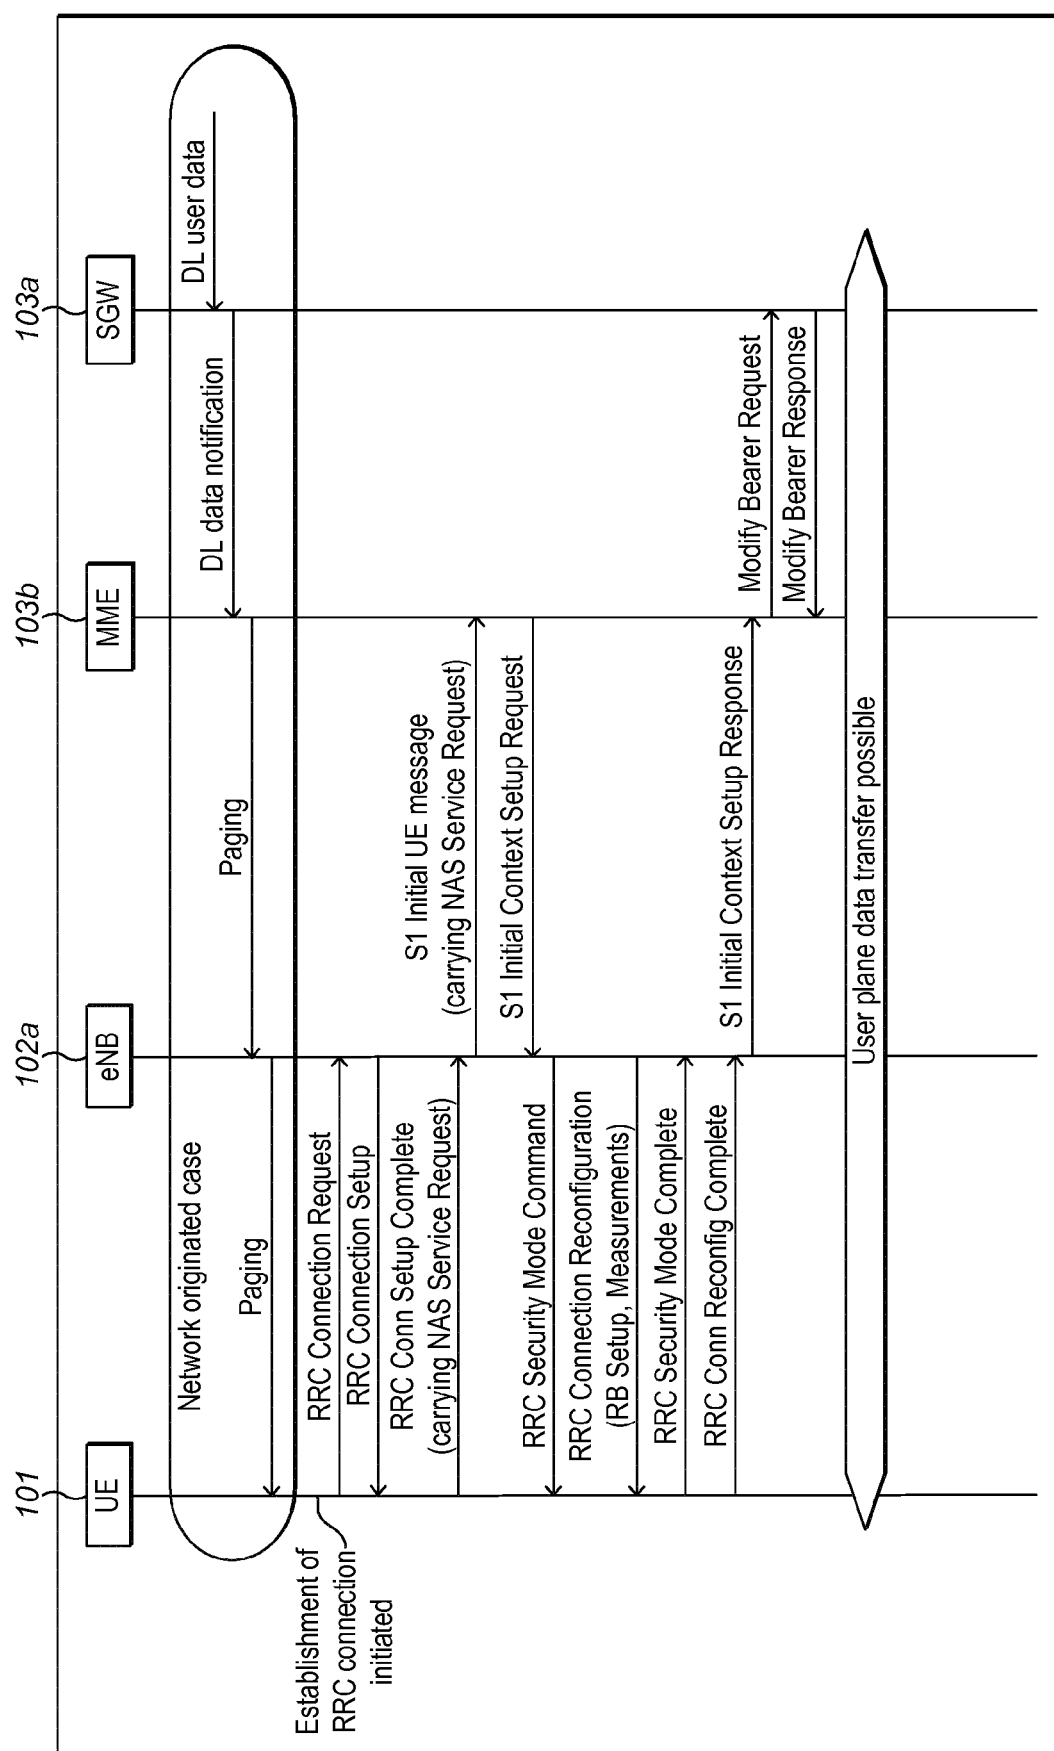 101
102a
103b
103a
UE
eNB
MME
SGW
Network originated case
DL user data
DL data notification
Paging
Paging
Establishment of
RRC connection
initiated
RRC Connection Request
RRC Connection Setup
RRC Conn Setup Complete
(carrying NAS Service Request)
S1 Initial UE message
(carrying NAS Service Request)
S1 Initial Context Setup Request
RRC Security Mode Command
RRC Connection Reconfiguration
(RB Setup, Measurements)
RRC Security Mode Complete
RRC Conn Reconfig Complete
S1 Initial Context Setup Response
Modify Bearer Request
Modify Bearer Response
User plane data transfer possible